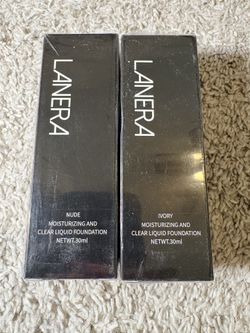 LANERA
NUDE
MOISTURIZING AND
CLEAR LIQUID FOUNDATION
NETWT.30ml
LANERA
IVORY
MOISTURIZING AND
CLEAR LIQUID FOUNDATION
NETWT.30ml